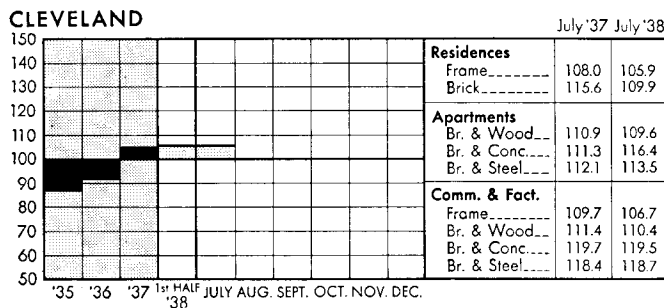 CLEVELAND
150
140
130
120
110
100
90
80
70
60
50
'35 '36 '37 1st HALF '38 JULY AUG. SEPT. OCT. NOV. DEC.
July '37 July '38
Residences
Frame 108.0 105.9
Brick 115.6 109.9
Apartments
Br. & Wood 110.9 109.6
Br. & Conc. 111.3 116.4
Br. & Steel 112.1 113.5
Comm. & Fact.
Frame 109.7 106.7
Br. & Wood 111.4 110.4
Br. & Conc. 119.7 119.5
Br. & Steel 118.4 118.7